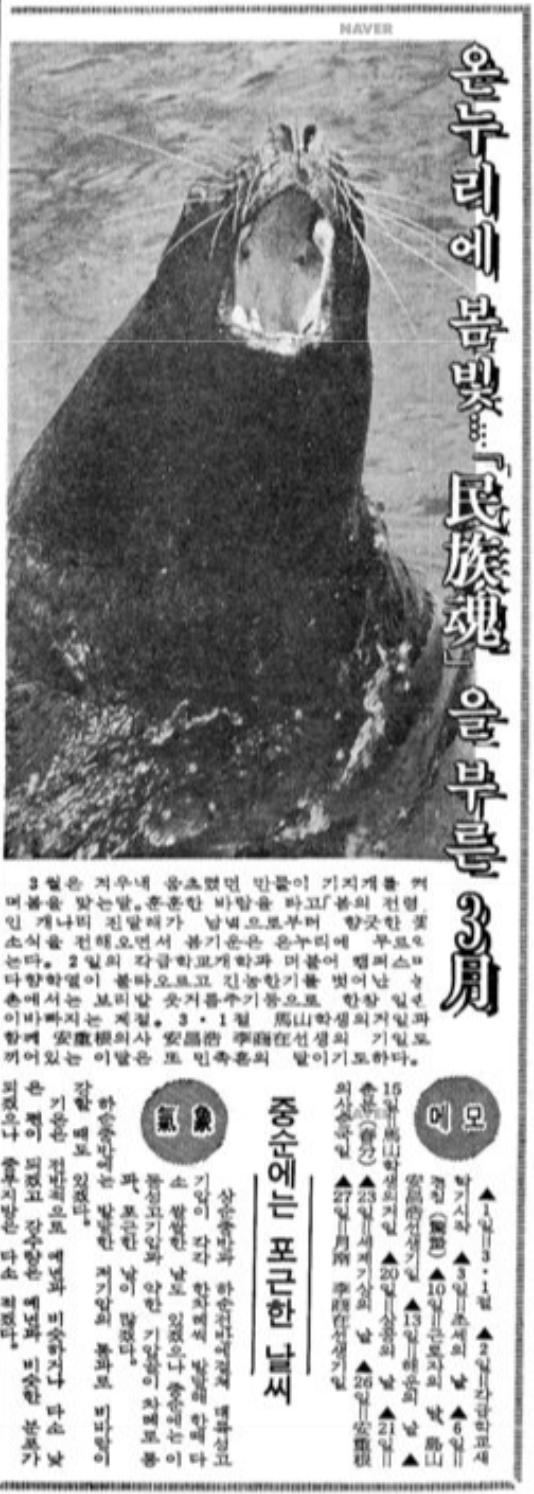 NAVER
온누리에 봄빛…「民族魂」을 부른 3月
3월은 겨우내 움츠렸던 만물이 기지개를 켜
며봄을 맞는달.훈훈한 바람을 타고「봄의 전령
인 개나리 진달래가 남녘으로부터 향긋한 꽃
소식을 전해오면서 봄기운은 온누리에 무르익
는다. 2일의 각급학교개학과 더불어 캠퍼스마
다향학열이 불타오르고 긴농한기를 벗어난 농
촌에서는 보리밭 웃거름주기등으로 한창 일손
이바빠지는 계절. 3·1절 馬山학생의거일과
함께 安重根의사 安昌浩 李商在선생의 기일도
끼어있는 이달은 또 민족혼의 달이기도하다.
메모
▲1일=3·1절 ▲2일=각급학교새
학기시작 ▲3일=조세의 날 ▲6일=
경칩(驚蟄) ▲10일=근로자의 날, 島山
安昌浩선생기일 ▲13일=해운의 날 ▲
15일=馬山학생의거일 ▲20일=상공의 날 ▲21일=
춘분(春分) ▲23일=세계기상의 날 ▲26일=安重根
의사순국일 ▲27일=月南 李商在선생기일
중순에는 포근한 날씨
氣象
상순중반과 하순전반에걸쳐 대륙성고
기압이 각각 한차례씩 발달해 한때 다
소 쌀쌀한 날도 있겠으나 중순에는 이
동성고기압과 약한 기압골이 차례로 통
과, 포근한 날이 많겠다.
하순중반에는 발달한 저기압의 통과로 비바람이
강할 때도 있겠다.
기온은 전반적으로 예년과 비슷하거나 다소 낮
은 편이 되겠고 강수량은 예년과 비슷한 분포가
되겠으나 중부지방은 다소 적겠다.